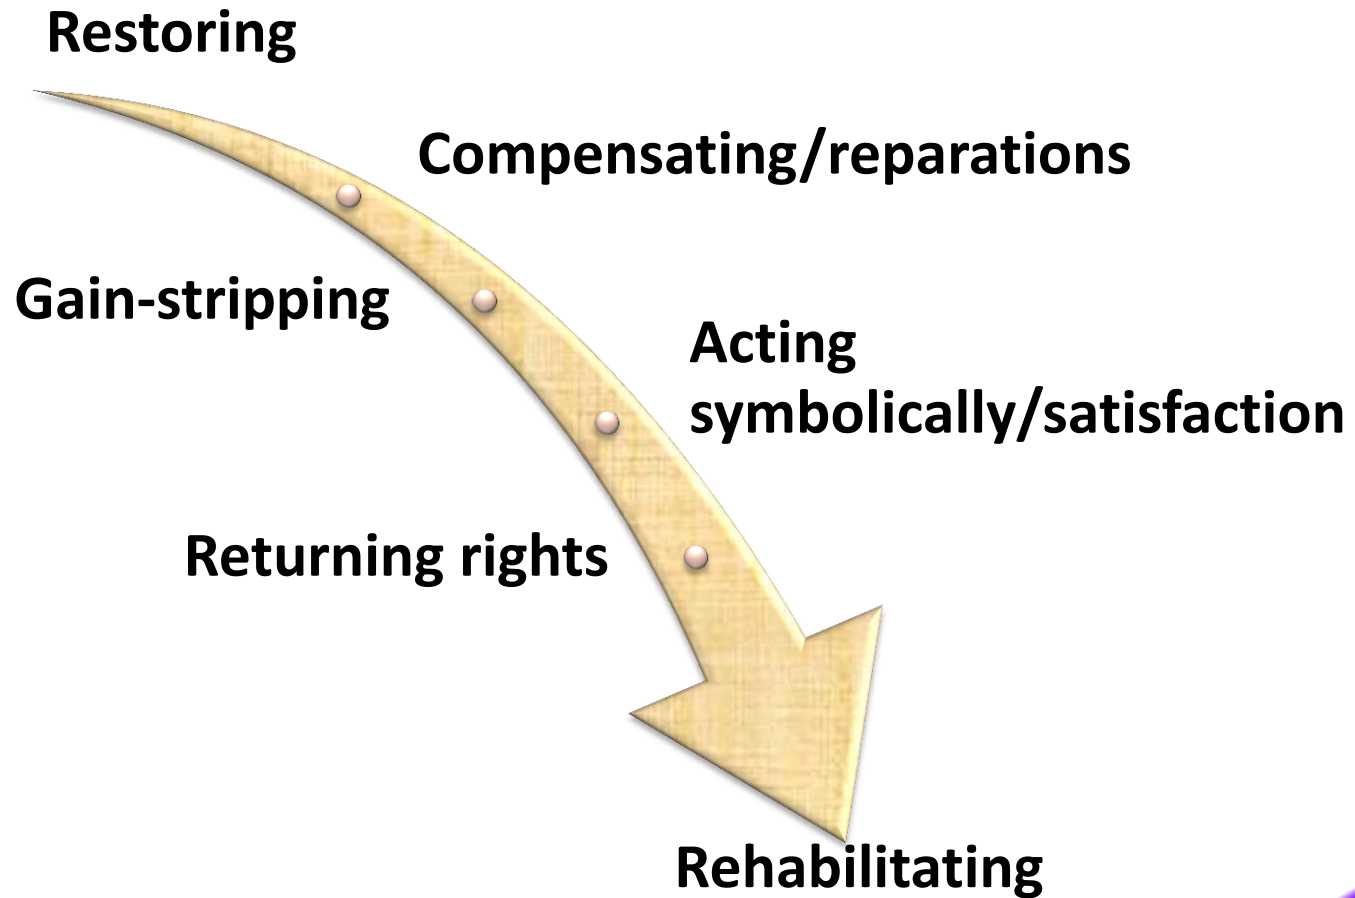 Restoring
Compensating/reparations
Gain-stripping
Acting
symbolically/satisfaction
Returning rights
Rehabilitating